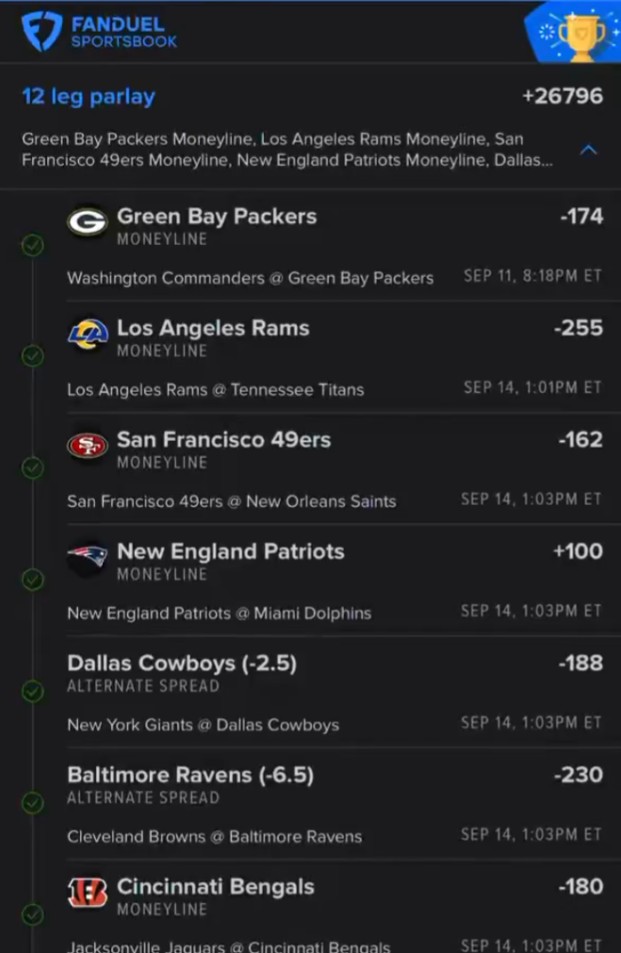 FANDUEL
SPORTSBOOK
12 leg parlay +26796
Green Bay Packers Moneyline, Los Angeles Rams Moneyline, San
Francisco 49ers Moneyline, New England Patriots Moneyline, Dallas...
G Green Bay Packers -174
MONEYLINE
Washington Commanders @ Green Bay Packers SEP 11, 8:18PM ET
LA Los Angeles Rams -255
MONEYLINE
Los Angeles Rams @ Tennessee Titans SEP 14, 1:01PM ET
SF San Francisco 49ers -162
MONEYLINE
San Francisco 49ers @ New Orleans Saints SEP 14, 1:03PM ET
New England Patriots +100
MONEYLINE
New England Patriots @ Miami Dolphins SEP 14, 1:03PM ET
Dallas Cowboys (-2.5) -188
ALTERNATE SPREAD
New York Giants @ Dallas Cowboys SEP 14, 1:03PM ET
Baltimore Ravens (-6.5) -230
ALTERNATE SPREAD
Cleveland Browns @ Baltimore Ravens SEP 14, 1:03PM ET
B Cincinnati Bengals -180
MONEYLINE
Jacksonville Jaguars @ Cincinnati Bengals SEP 14, 1:03PM ET